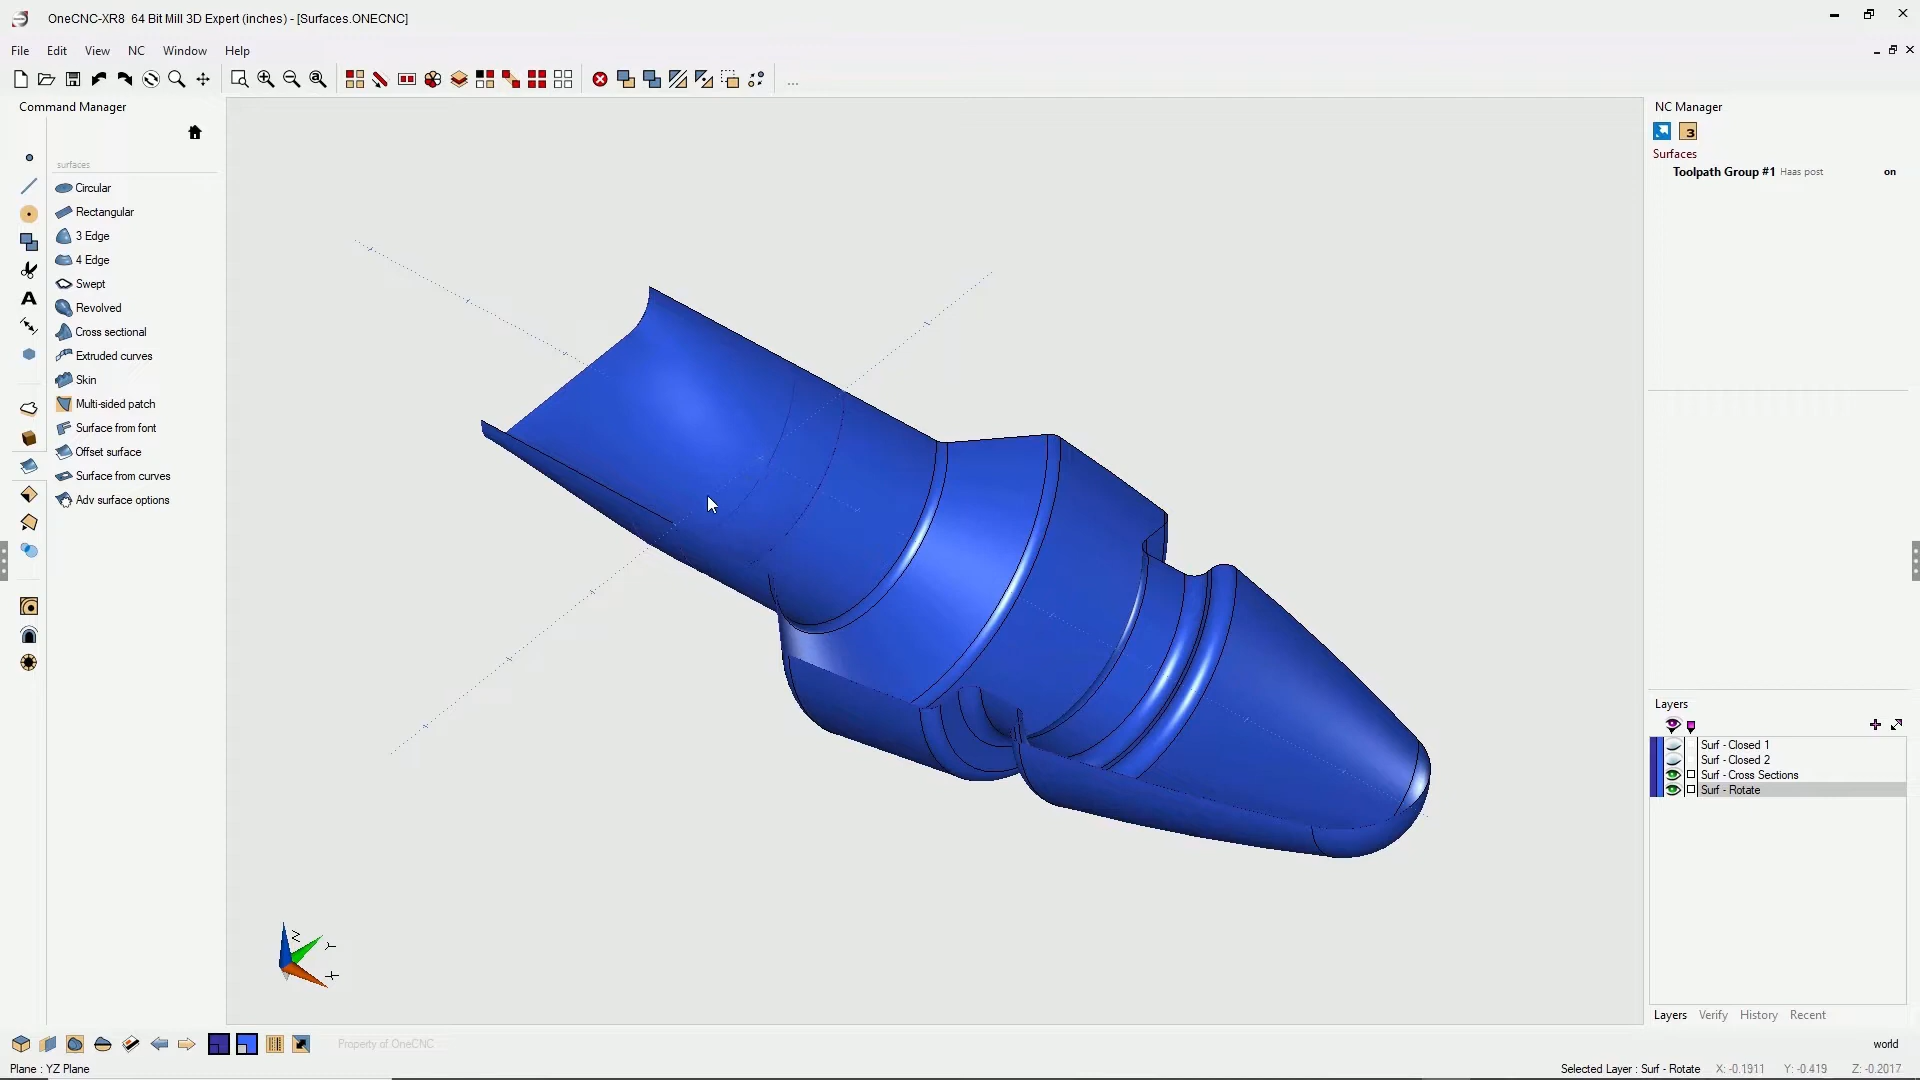 OneCNC-XR8 64 Bit Mill 3D Expert (inches) - [Surfaces.ONECNC]
File Edit View NC Window Help
...
Command Manager
surfaces
Circular
Rectangular
3 Edge
4 Edge
Swept
Revolved
Cross sectional
Extruded curves
Skin
Multi-sided patch
Surface from font
Offset surface
Surface from curves
Adv surface options
Z
Y
X
NC Manager
3
Surfaces
Toolpath Group #1 Haas post on
Layers
Surf - Closed 1
Surf - Closed 2
Surf - Cross Sections
Surf - Rotate
Layers Verify History Recent
Property of OneCNC
world
Plane : YZ Plane
Selected Layer : Surf - Rotate X: -0.1911 Y: -0.419 Z: -0.2017